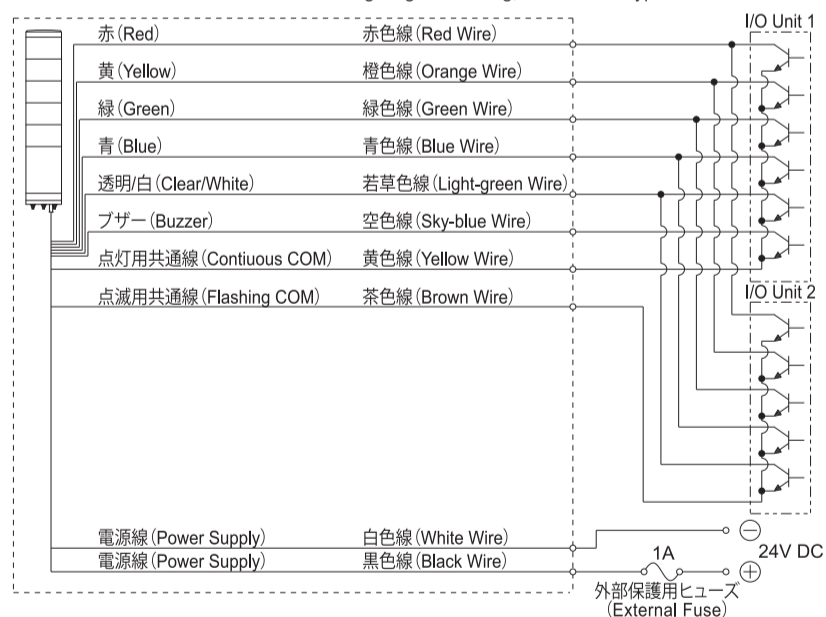 I/O Unit 1
赤(Red) 赤色線(Red Wire)
黄(Yellow) 橙色線(Orange Wire)
緑(Green) 緑色線(Green Wire)
青(Blue) 青色線(Blue Wire)
透明/白(Clear/White) 若草色線(Light-green Wire)
ブザー(Buzzer) 空色線(Sky-blue Wire)
点灯用共通線(Contiuous COM) 黄色線(Yellow Wire)
点滅用共通線(Flashing COM) 茶色線(Brown Wire)
I/O Unit 2
電源線(Power Supply) 白色線(White Wire) ⊖
電源線(Power Supply) 黒色線(Black Wire) 1A ⊕ 24V DC
外部保護用ヒューズ
(External Fuse)